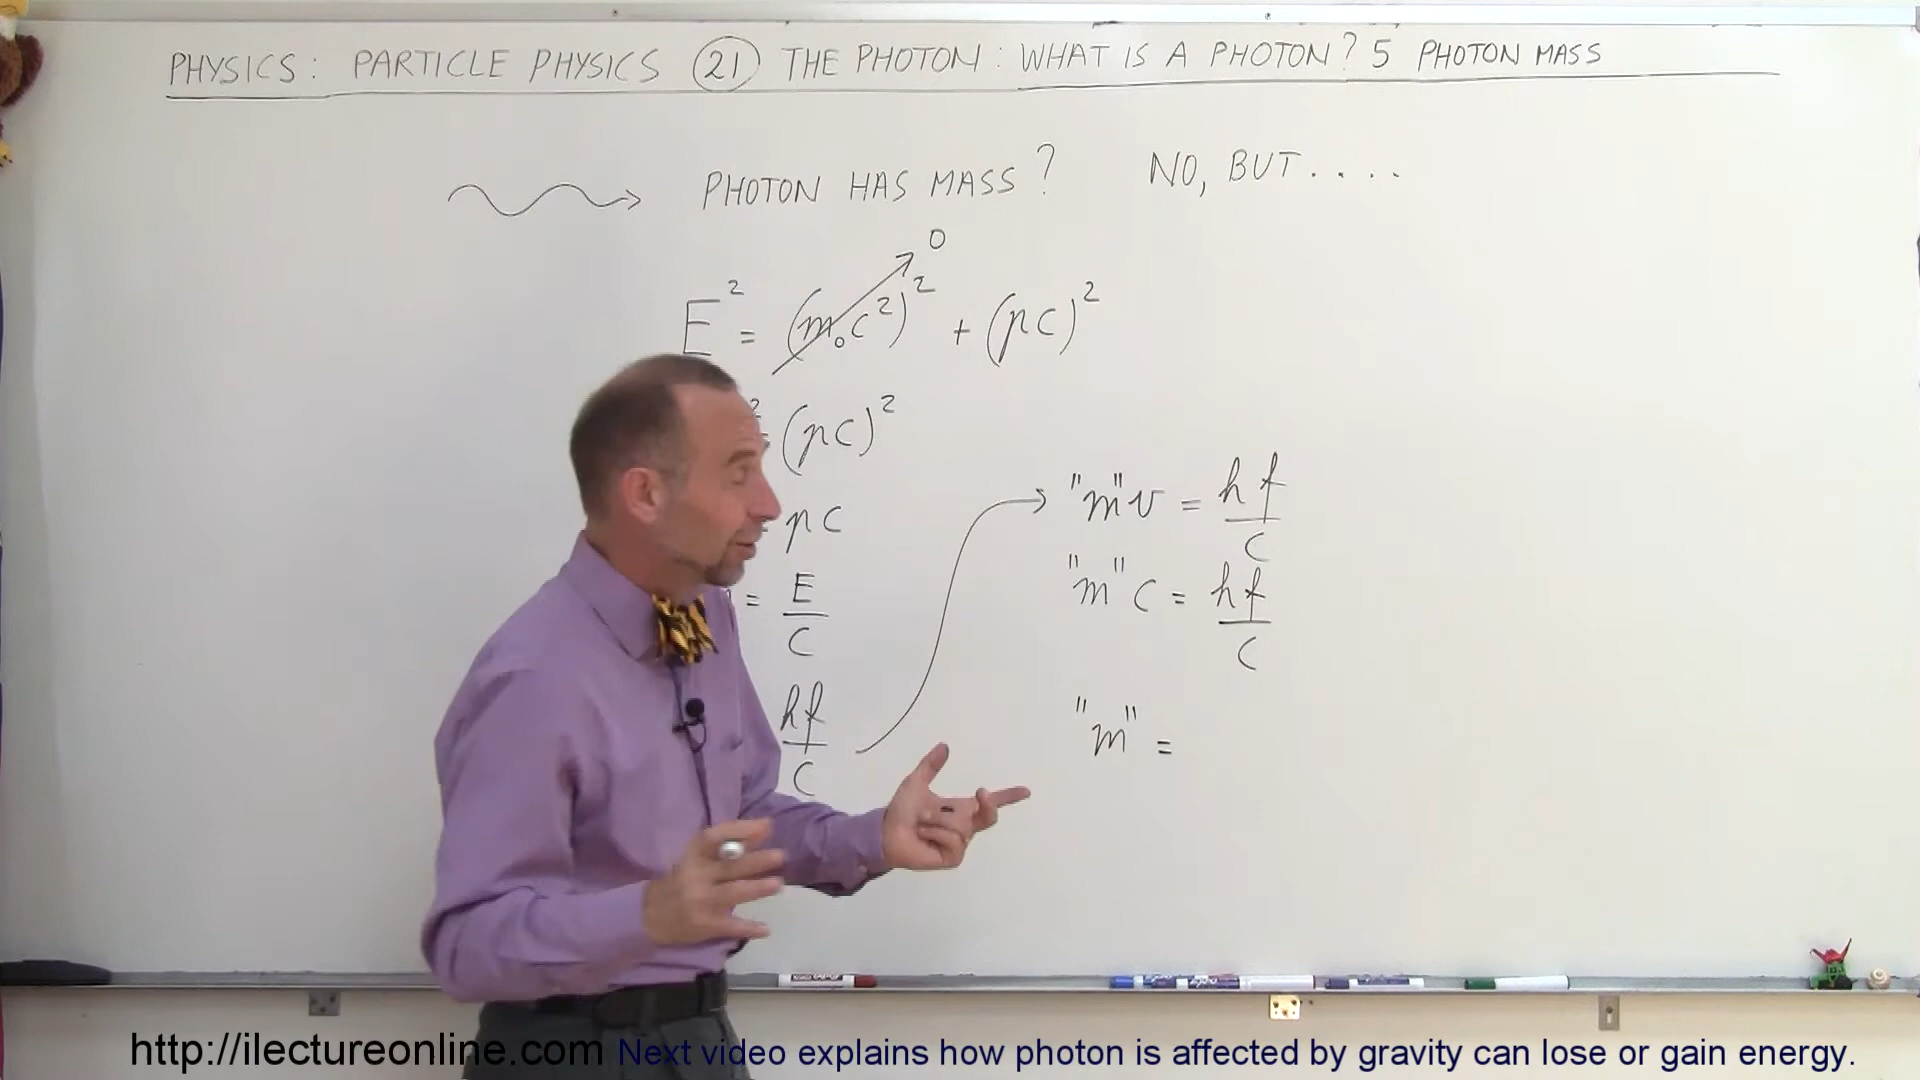 PHYSICS: PARTICLE PHYSICS 21 THE PHOTON: WHAT IS A PHOTON? 5 PHOTON MASS
PHOTON HAS MASS? NO, BUT....
E² = (m₀c²)² + (pc)²
0
² = (pc)²
= pc
= E/C
hf/C
"m"v = hf/C
"m"c = hf/C
"m" =
http://ilectureonline.com Next video explains how photon is affected by gravity can lose or gain energy.